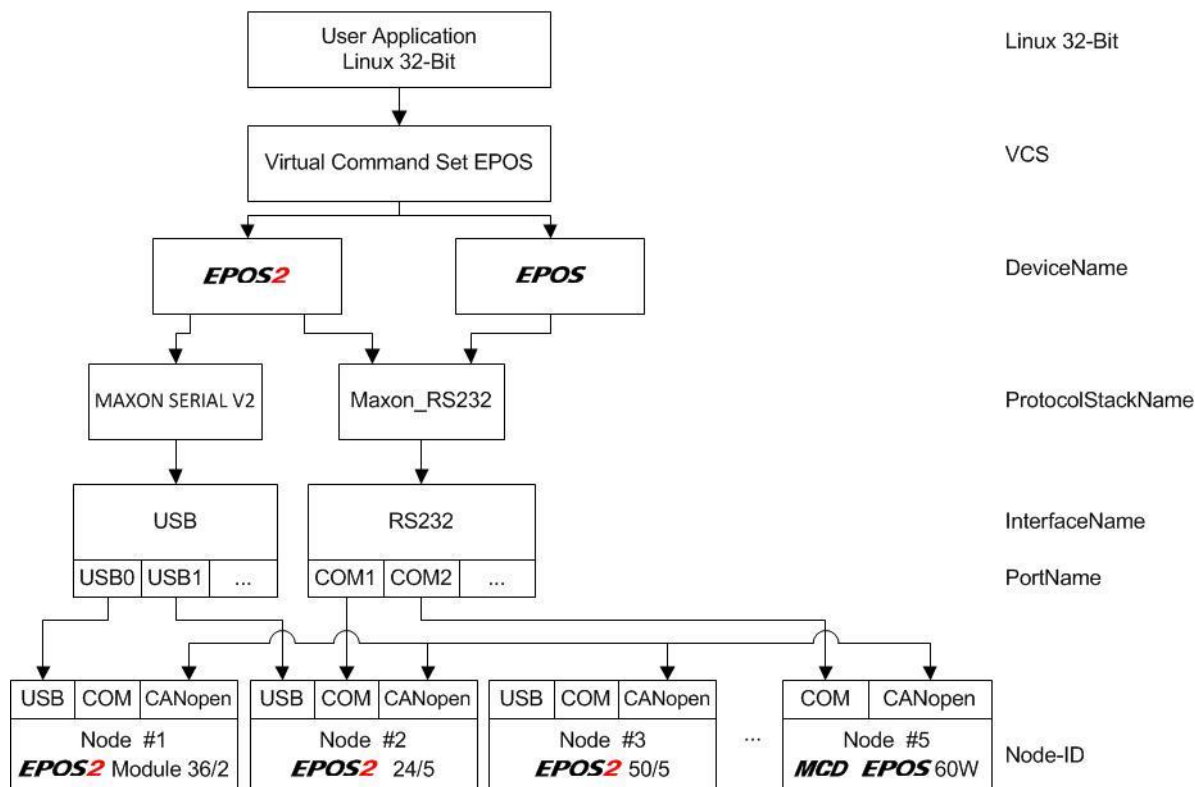 User Application
Linux 32-Bit
Linux 32-Bit
Virtual Command Set EPOS
VCS
EPOS2
EPOS
DeviceName
MAXON SERIAL V2
Maxon_RS232
ProtocolStackName
USB
RS232
InterfaceName
USB0 USB1 ...
COM1 COM2 ...
PortName
USB COM CANopen
USB COM CANopen
USB COM CANopen
COM CANopen
Node #1
EPOS2 Module 36/2
Node #2
EPOS2 24/5
Node #3
EPOS2 50/5
...
Node #5
MCD EPOS 60W
Node-ID